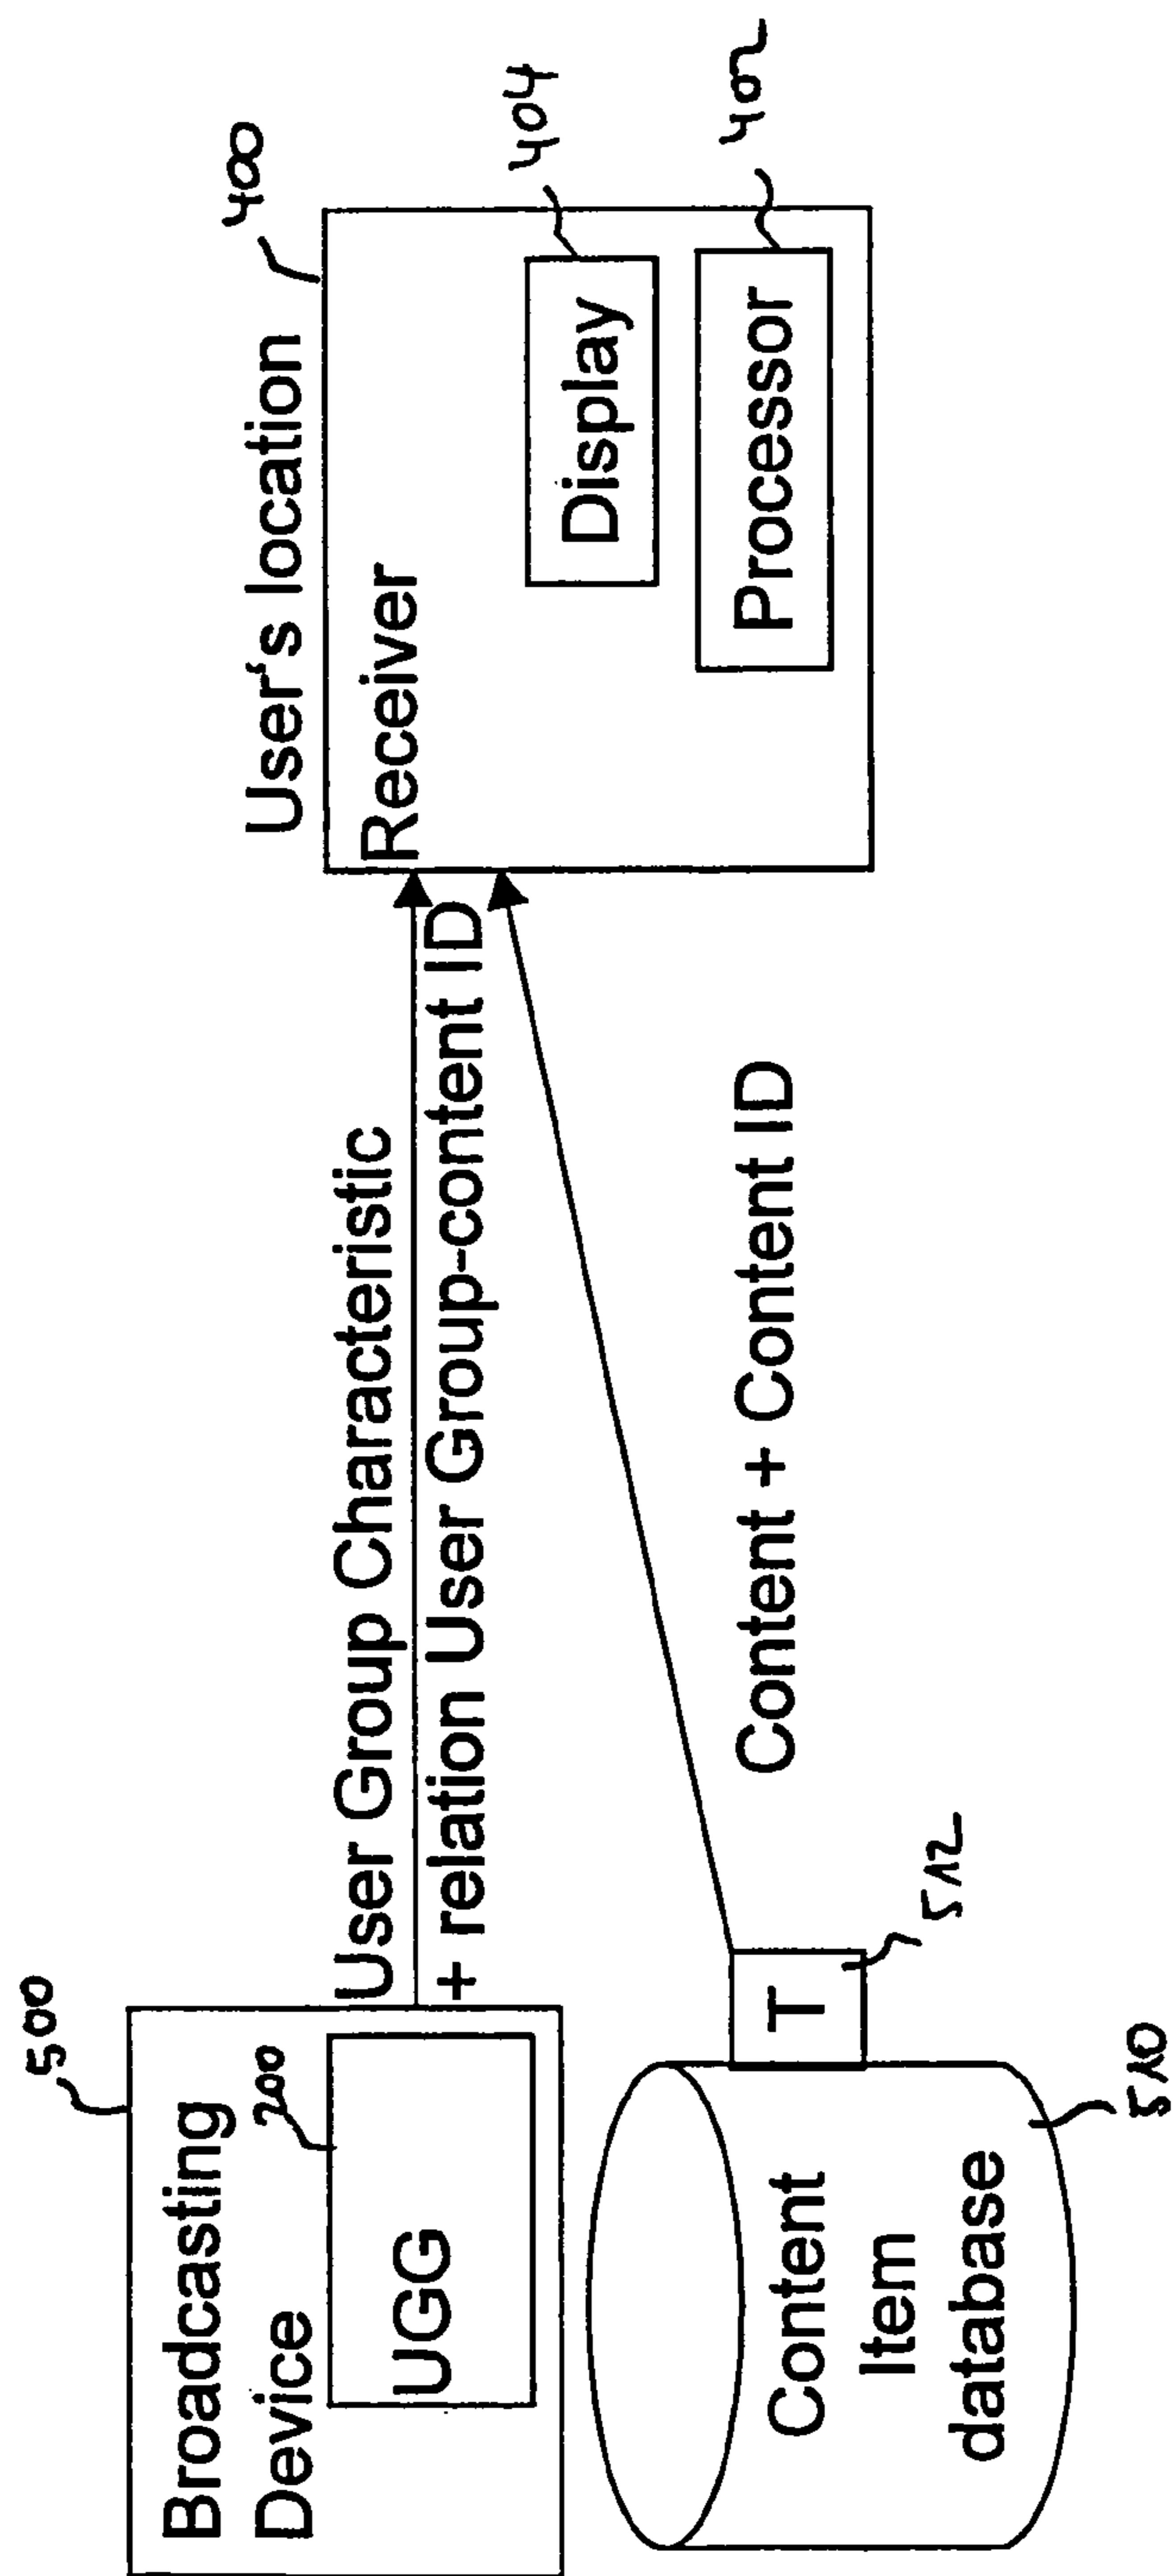 500
Broadcasting
Device
200
UGG
User Group Characteristic
+ relation User Group-content ID
User's location
400
Receiver
Display
404
Processor
402
Content
Item
database
510
T
512
Content + Content ID